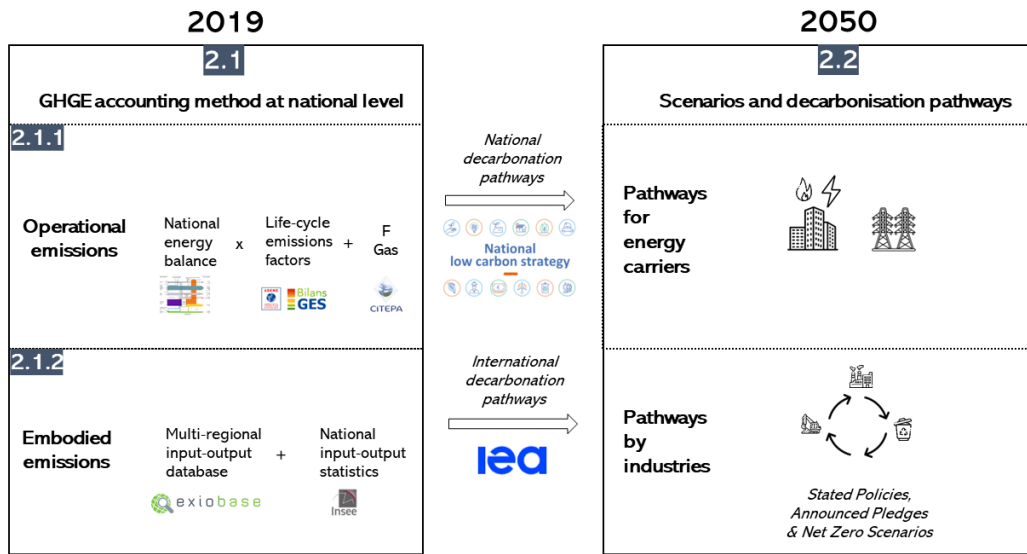 2019
2050
2.1
GHGE accounting method at national level
2.2
Scenarios and decarbonisation pathways
2.1.1
Operational
emissions
National
energy
balance
x
Life-cycle
emissions
factors
+
F
Gas
ADEME
Bilans
GES
CITEPA
National
decarbonation
pathways
National
low carbon strategy
Pathways
for
energy
carriers
2.1.2
Embodied
emissions
Multi-regional
input-output
database
+
National
input-output
statistics
exiobase
Insee
International
decarbonation
pathways
iea
Pathways
by
industries
Stated Policies,
Announced Pledges
& Net Zero Scenarios